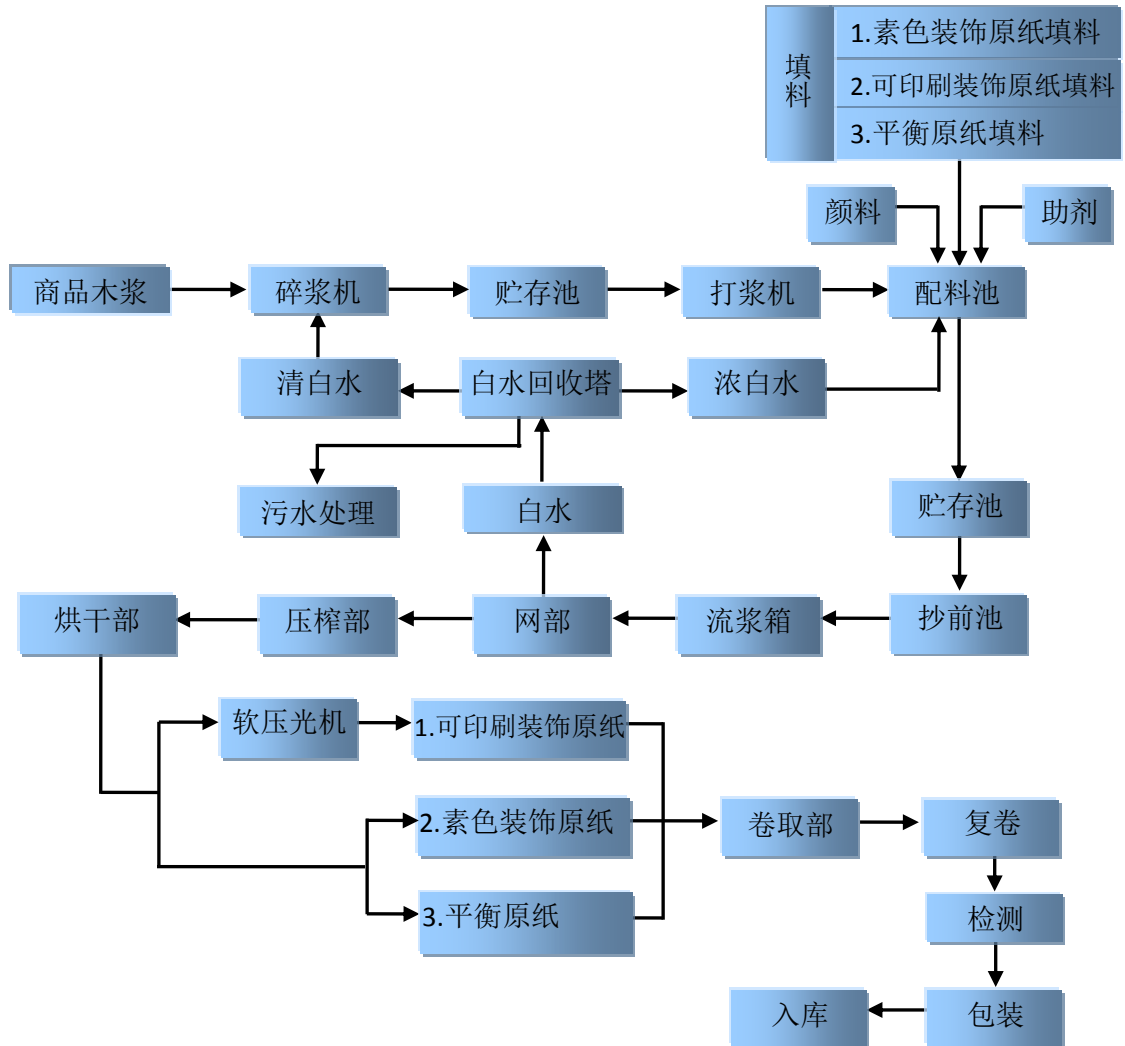 填料
1.素色装饰原纸填料
2.可印刷装饰原纸填料
3.平衡原纸填料
颜料
助剂
商品木浆
碎浆机
贮存池
打浆机
配料池
清白水
白水回收塔
浓白水
污水处理
白水
贮存池
烘干部
压榨部
网部
流浆箱
抄前池
软压光机
1.可印刷装饰原纸
2.素色装饰原纸
卷取部
复卷
3.平衡原纸
检测
入库
包装